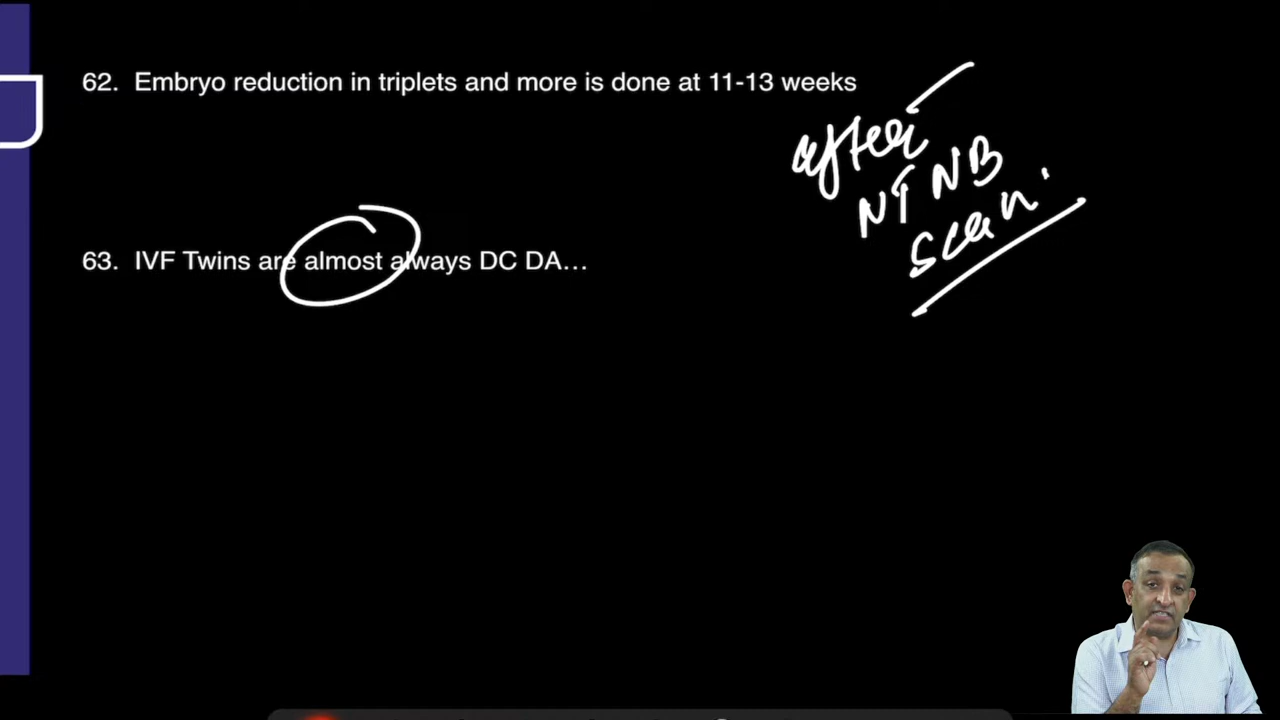 62. Embryo reduction in triplets and more is done at 11-13 weeks
after
NT NB
scan.
63. IVF Twins are almost always DC DA...